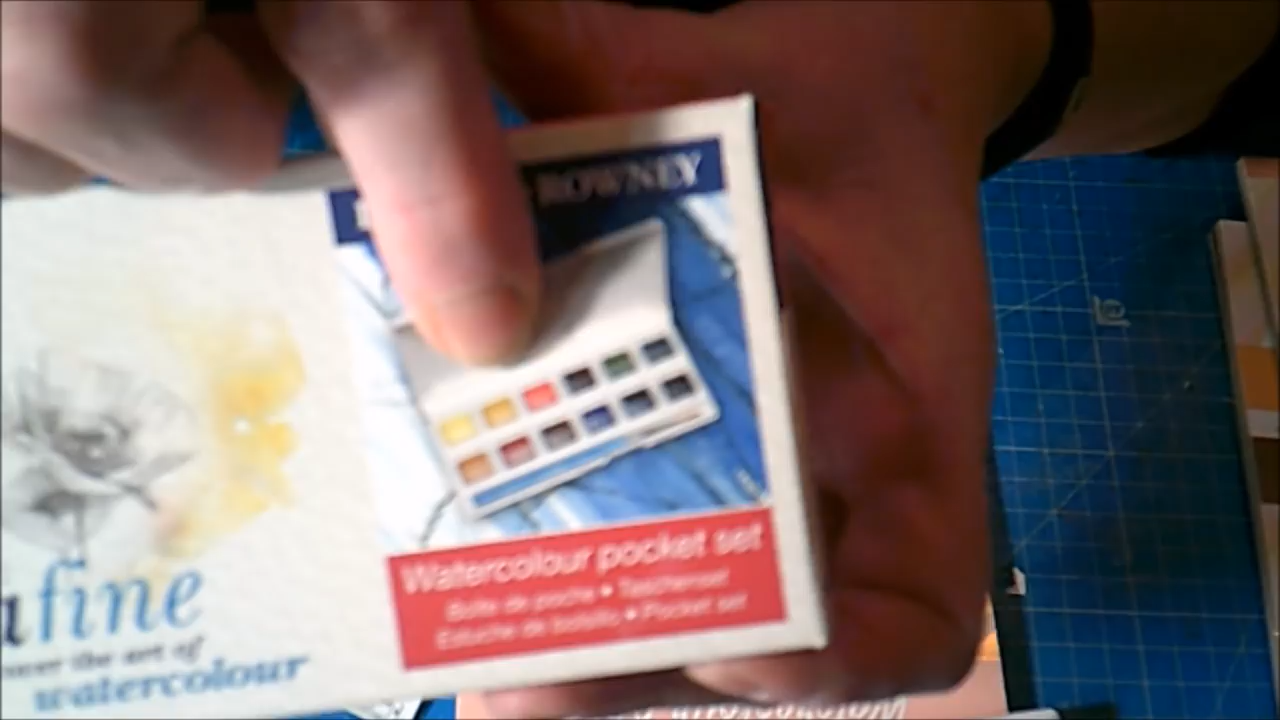 ROWNEY
Watercolour pocket set
Boîte de poche • Taschenset
Estuche de bolsillo • Pocket set
fine
the art of
watercolour